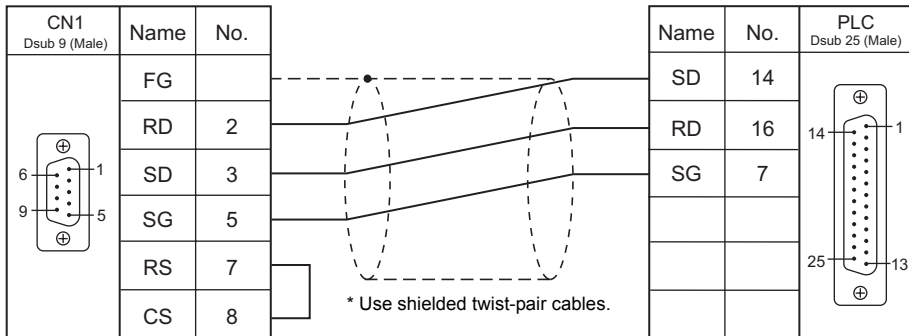 CN1
Dsub 9 (Male)
Name No.
FG
RD 2
SD 3
SG 5
RS 7
CS 8
6 1
9 5
* Use shielded twist-pair cables.
Name No.
SD 14
RD 16
SG 7
PLC
Dsub 25 (Male)
14 1
25 13